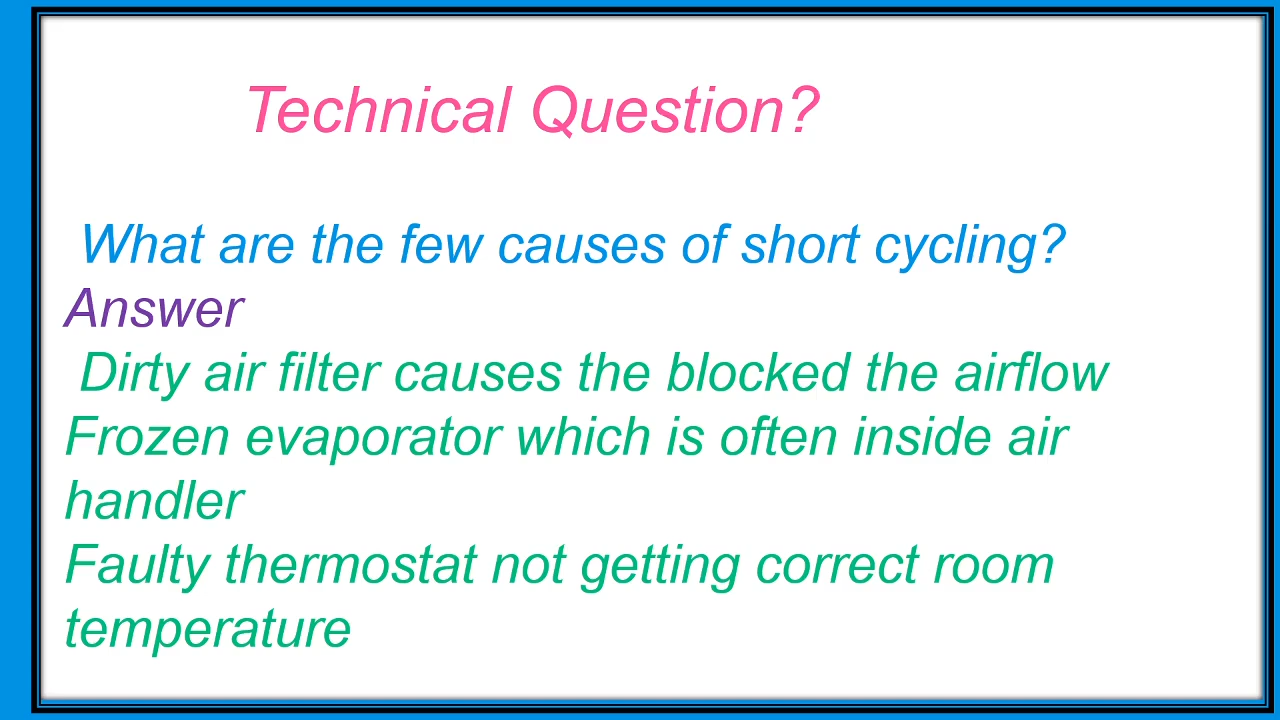 Technical Question?
What are the few causes of short cycling?
Answer
Dirty air filter causes the blocked the airflow
Frozen evaporator which is often inside air
handler
Faulty thermostat not getting correct room
temperature